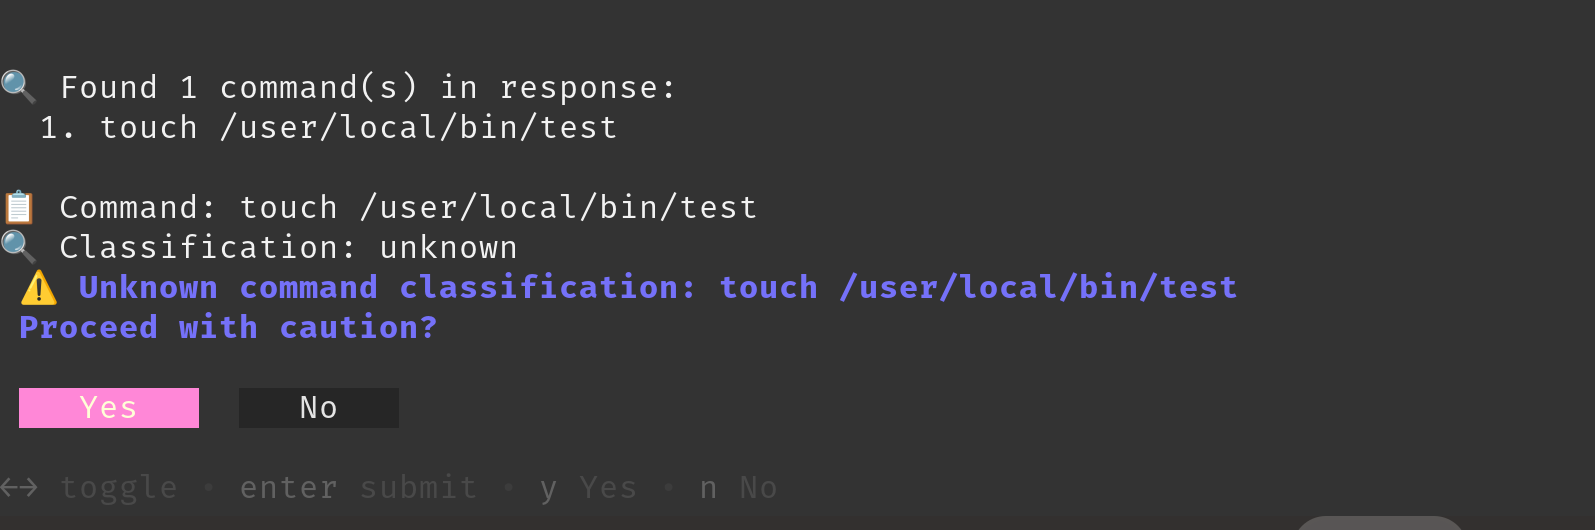 🔍 Found 1 command(s) in response:
1. touch /user/local/bin/test
📋 Command: touch /user/local/bin/test
🔍 Classification: unknown
⚠️ Unknown command classification: touch /user/local/bin/test
Proceed with caution?
Yes No
←→ toggle • enter submit • y Yes • n No